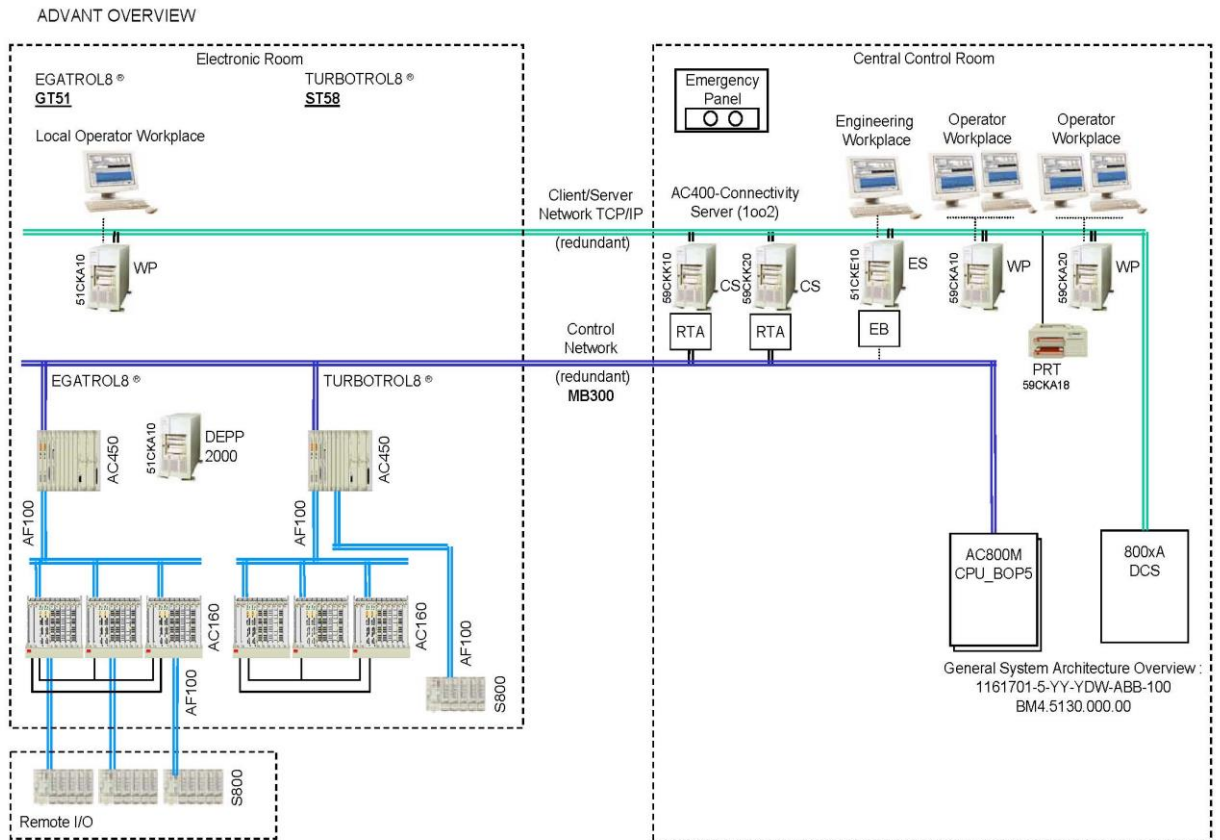 ADVANT OVERVIEW
Electronic Room
EGATROL8 ®
GT51
TURBOTROL8 ®
ST58
Local Operator Workplace
51CKA10
WP
Client/Server
Network TCP/IP
(redundant)
Central Control Room
Emergency
Panel
AC400-Connectivity
Server (1oo2)
Engineering
Workplace
Operator
Workplace
Operator
Workplace
59CKK10
CS
59CKK20
CS
51CKE10
ES
59CKA10
WP
59CKA20
WP
RTA
RTA
EB
PRT
59CKA18
Control
Network
(redundant)
MB300
EGATROL8 ®
TURBOTROL8 ®
AC450
51CKA10
DEPP
2000
AC450
AF100
AF100
AC160
AC160
AF100
AF100
S800
AC800M
CPU_BOP5
800xA
DCS
General System Architecture Overview :
1161701-5-YY-YDW-ABB-100
BM4.5130.000.00
S800
Remote I/O